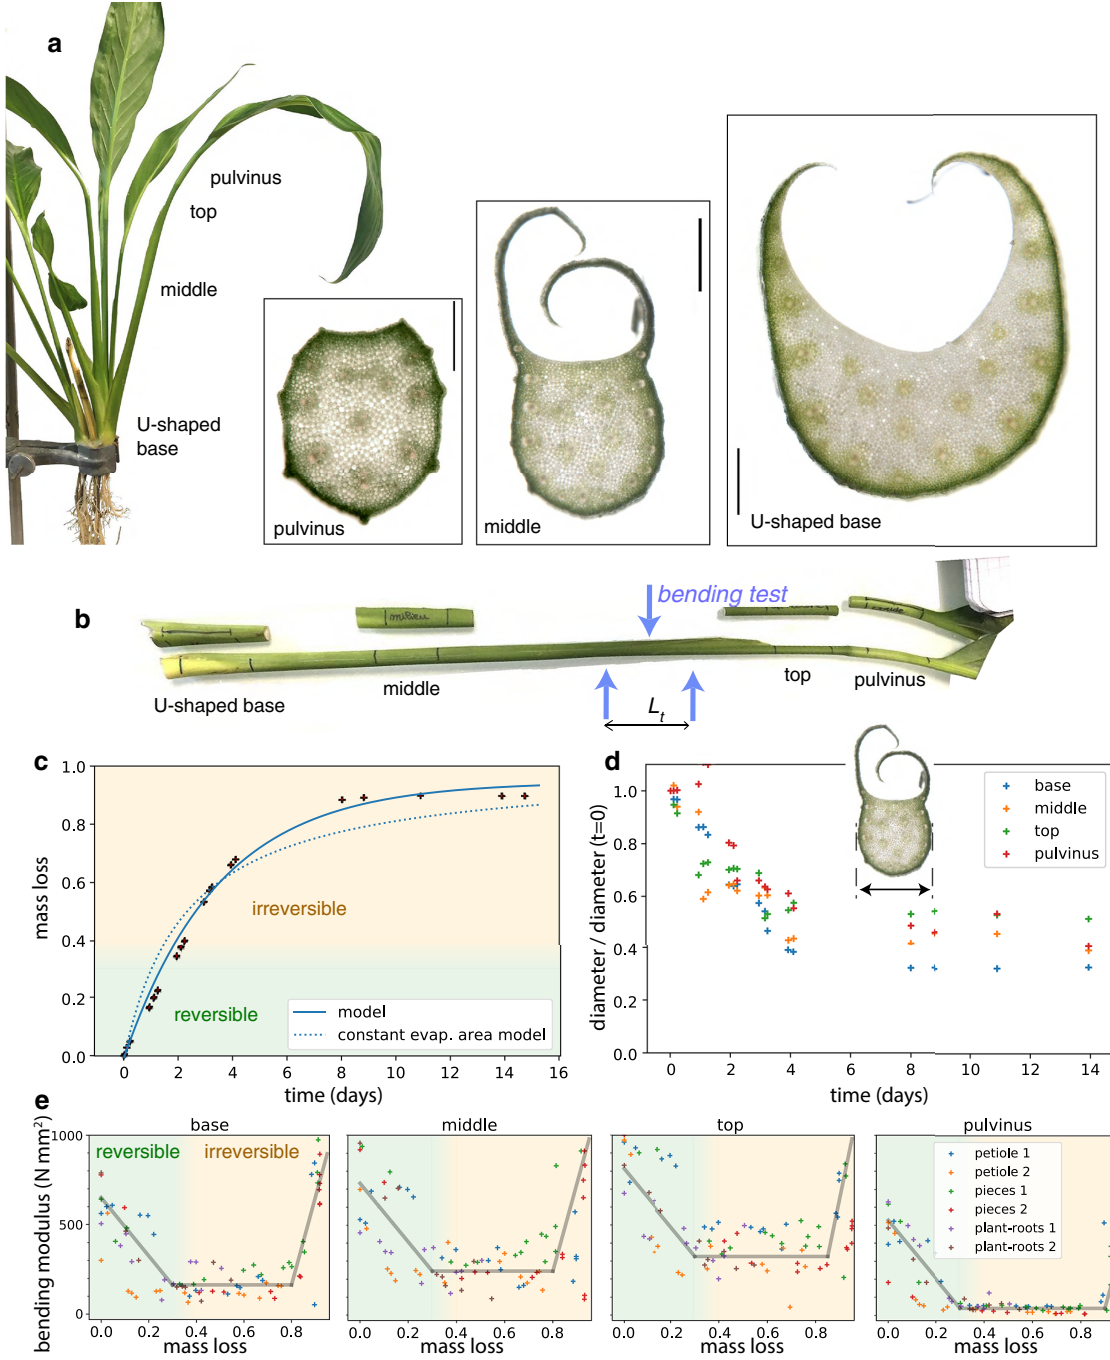 a
pulvinus
top
middle
U-shaped
base
pulvinus
middle
U-shaped base
b
bending test
milieu
U-shaped base
middle
top
pulvinus
L_t
c
mass loss
1.0
0.8
0.6
0.4
0.2
0.0
irreversible
reversible
model
constant evap. area model
0 2 4 6 8 10 12 14 16
time (days)
d
diameter / diameter (t=0)
1.0
0.8
0.6
0.4
0.2
0.0
base
middle
top
pulvinus
0 2 4 6 8 10 12 14
time (days)
e
bending modulus (N mm²)
1000
500
0
base
reversible irreversible
0.0 0.2 0.4 0.6 0.8
mass loss
middle
0.0 0.2 0.4 0.6 0.8
mass loss
top
0.0 0.2 0.4 0.6 0.8
mass loss
pulvinus
petiole 1
petiole 2
pieces 1
pieces 2
plant-roots 1
plant-roots 2
0.0 0.2 0.4 0.6 0.8
mass loss